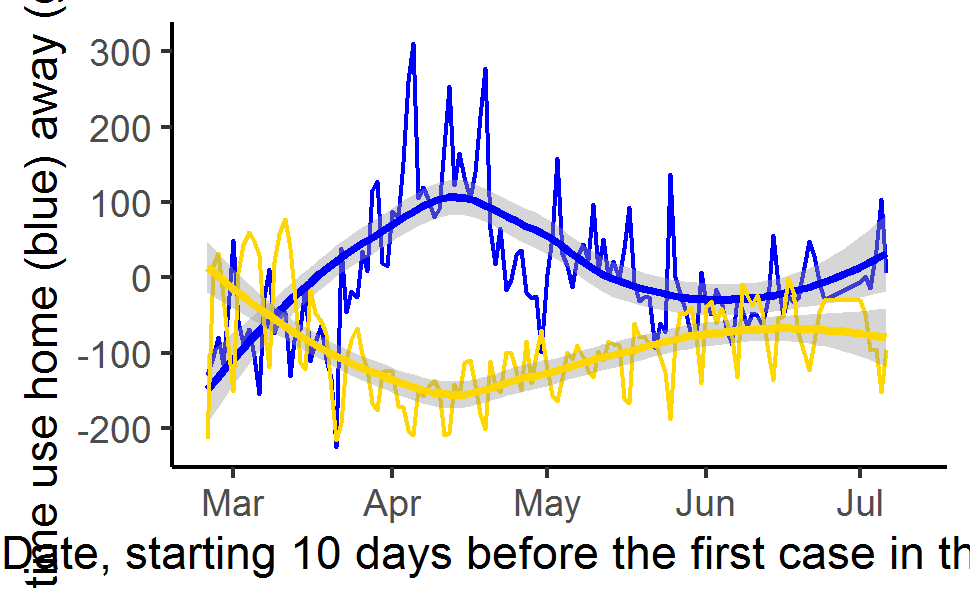 time use home (blue) away (
300
200
100
0
-100
-200
Mar Apr May Jun Jul
Date, starting 10 days before the first case in th